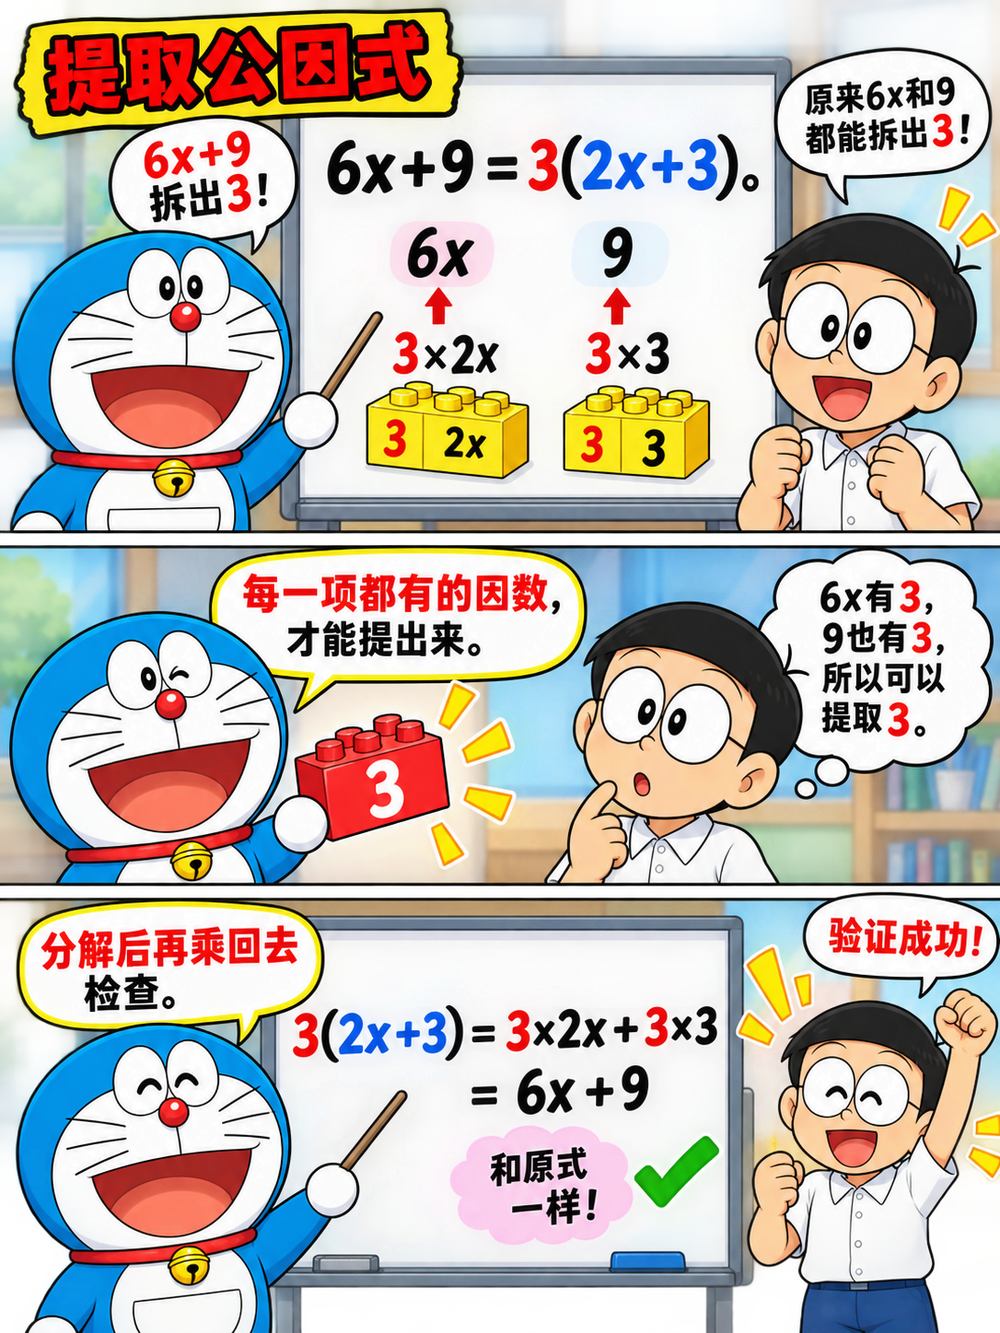 提取公因式
6x+9
拆出3！
6x+9=3(2x+3)。
原来6x和9
都能拆出3！
6x
9
3×2x
3×3
3 2x
3 3
每一项都有的因数，
才能提出来。
3
6x有3，
9也有3，
所以可以
提取3。
分解后再乘回去
检查。
3(2x+3)=3×2x+3×3
=6x+9
和原式
一样！
验证成功！